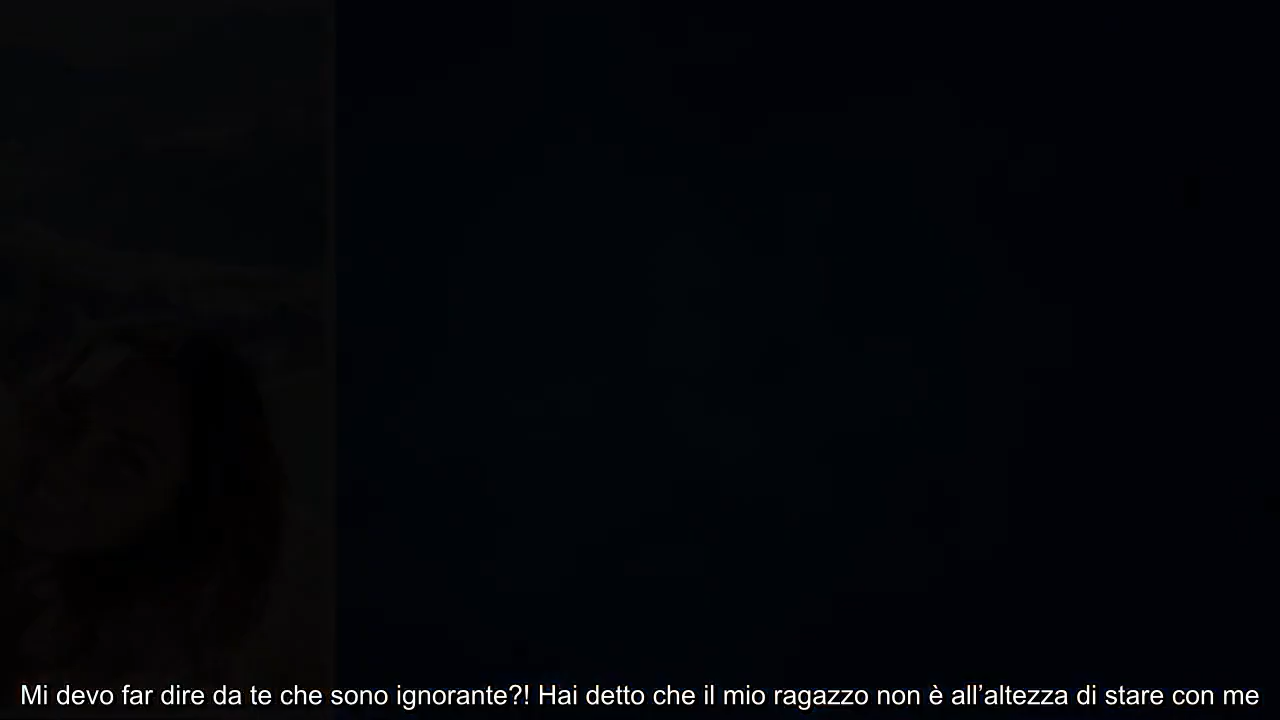 Mi devo far dire da te che sono ignorante?! Hai detto che il mio ragazzo non è all’altezza di stare con me